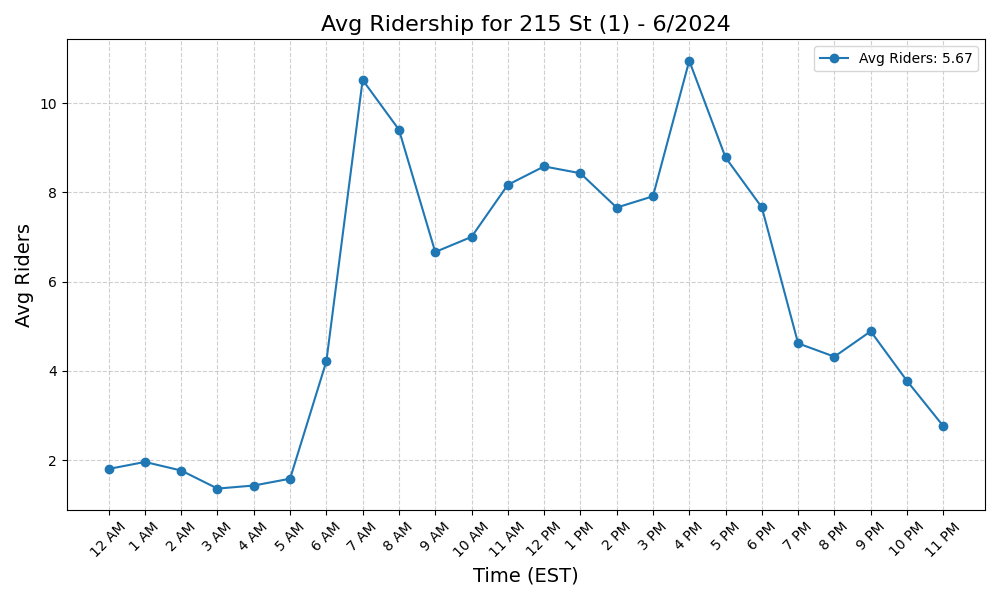 Avg Ridership for 215 St (1) - 6/2024
Avg Riders: 5.67
Avg Riders
10
8
6
4
2
12 AM
1 AM
2 AM
3 AM
4 AM
5 AM
6 AM
7 AM
8 AM
9 AM
10 AM
11 AM
12 PM
1 PM
2 PM
3 PM
4 PM
5 PM
6 PM
7 PM
8 PM
9 PM
10 PM
11 PM
Time (EST)